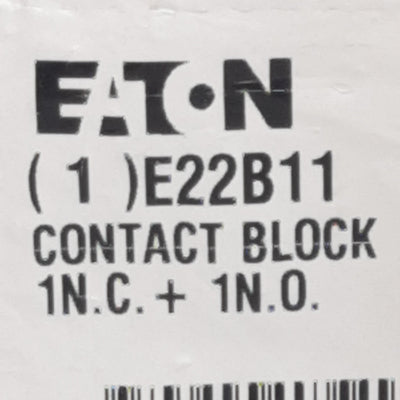 EATON
( 1 )E22B11
CONTACT BLOCK
1N.C.+ 1N.O.